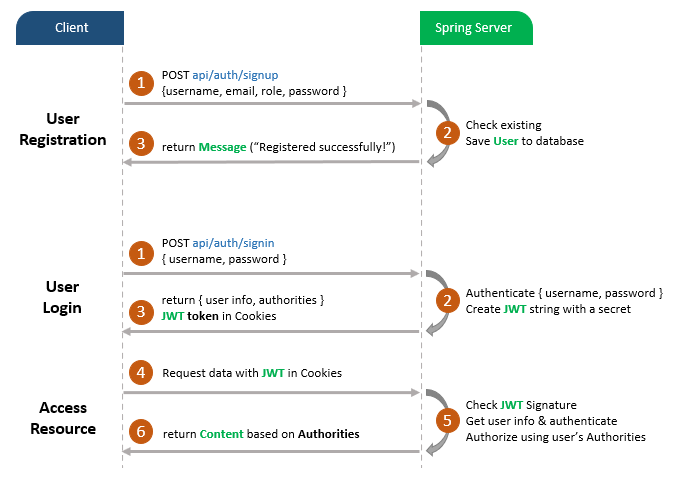 Client
Spring Server
User
Registration
1
POST api/auth/signup
{username, email, role, password }
2
Check existing
Save User to database
3
return Message (“Registered successfully!”)
User
Login
1
POST api/auth/signin
{ username, password }
2
Authenticate { username, password }
Create JWT string with a secret
3
return { user info, authorities }
JWT token in Cookies
Access
Resource
4
Request data with JWT in Cookies
5
Check JWT Signature
Get user info & authenticate
Authorize using user’s Authorities
6
return Content based on Authorities